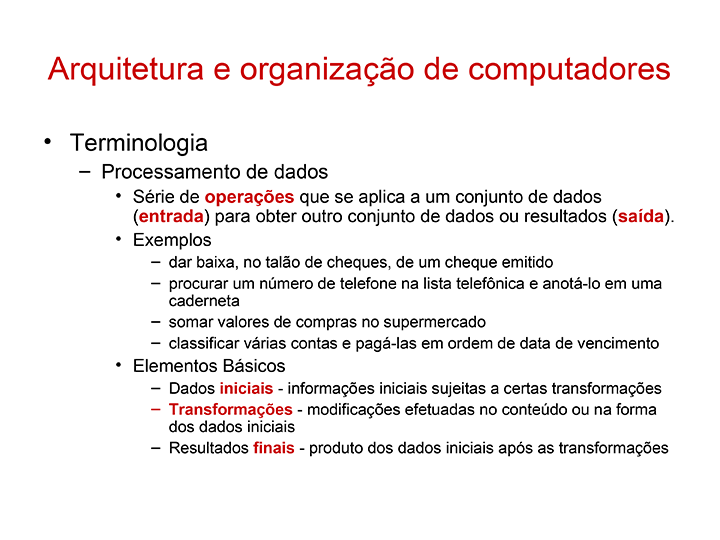 Arquitetura e organização de computadores
• Terminologia
– Processamento de dados
• Série de operações que se aplica a um conjunto de dados
(entrada) para obter outro conjunto de dados ou resultados (saída).
• Exemplos
– dar baixa, no talão de cheques, de um cheque emitido
– procurar um número de telefone na lista telefônica e anotá-lo em uma
caderneta
– somar valores de compras no supermercado
– classificar várias contas e pagá-las em ordem de data de vencimento
• Elementos Básicos
– Dados iniciais - informações iniciais sujeitas a certas transformações
– Transformações - modificações efetuadas no conteúdo ou na forma
dos dados iniciais
– Resultados finais - produto dos dados iniciais após as transformações